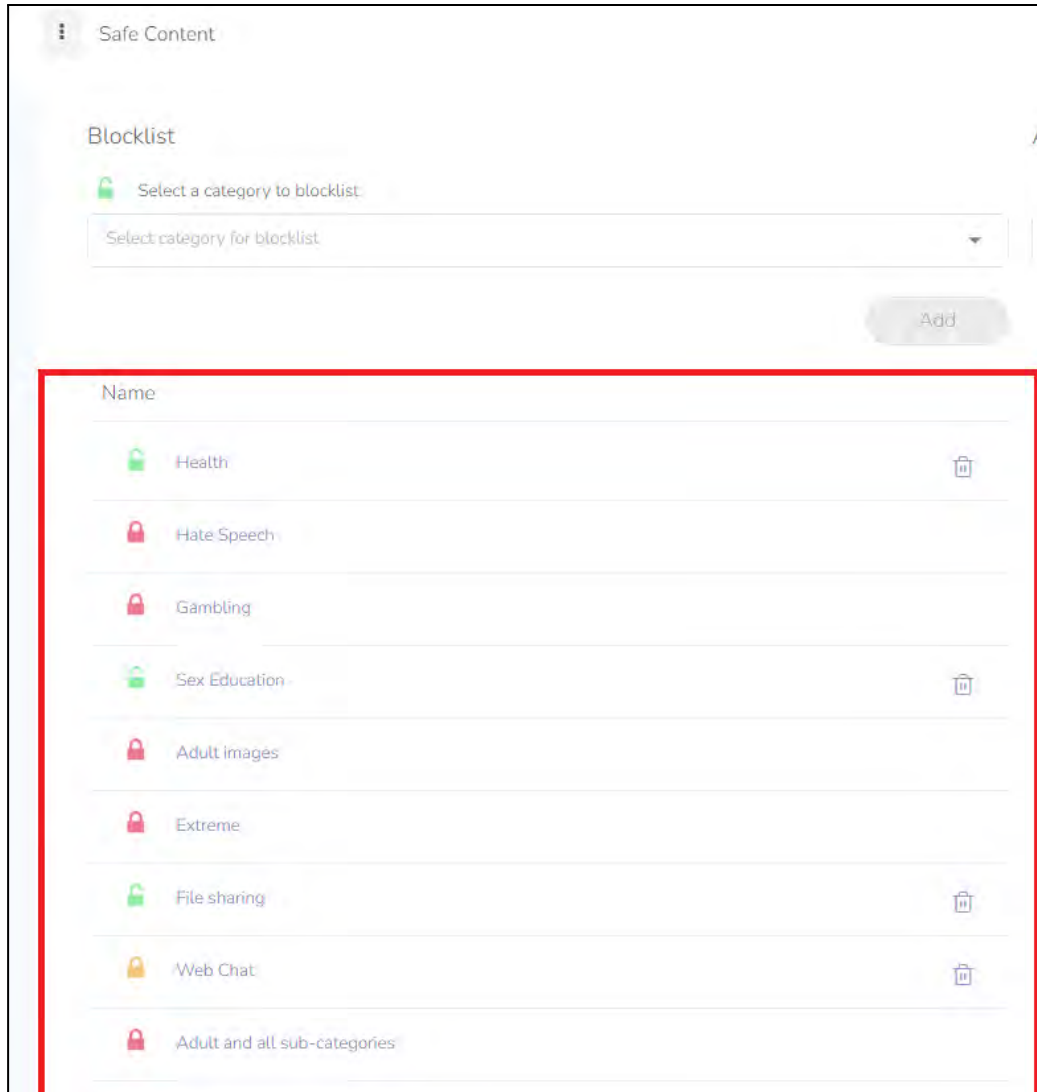 Safe Content
Blocklist
Select a category to blocklist
Select category for blocklist
Add
Name
Health
Hate Speech
Gambling
Sex Education
Adult images
Extreme
File sharing
Web Chat
Adult and all sub-categories